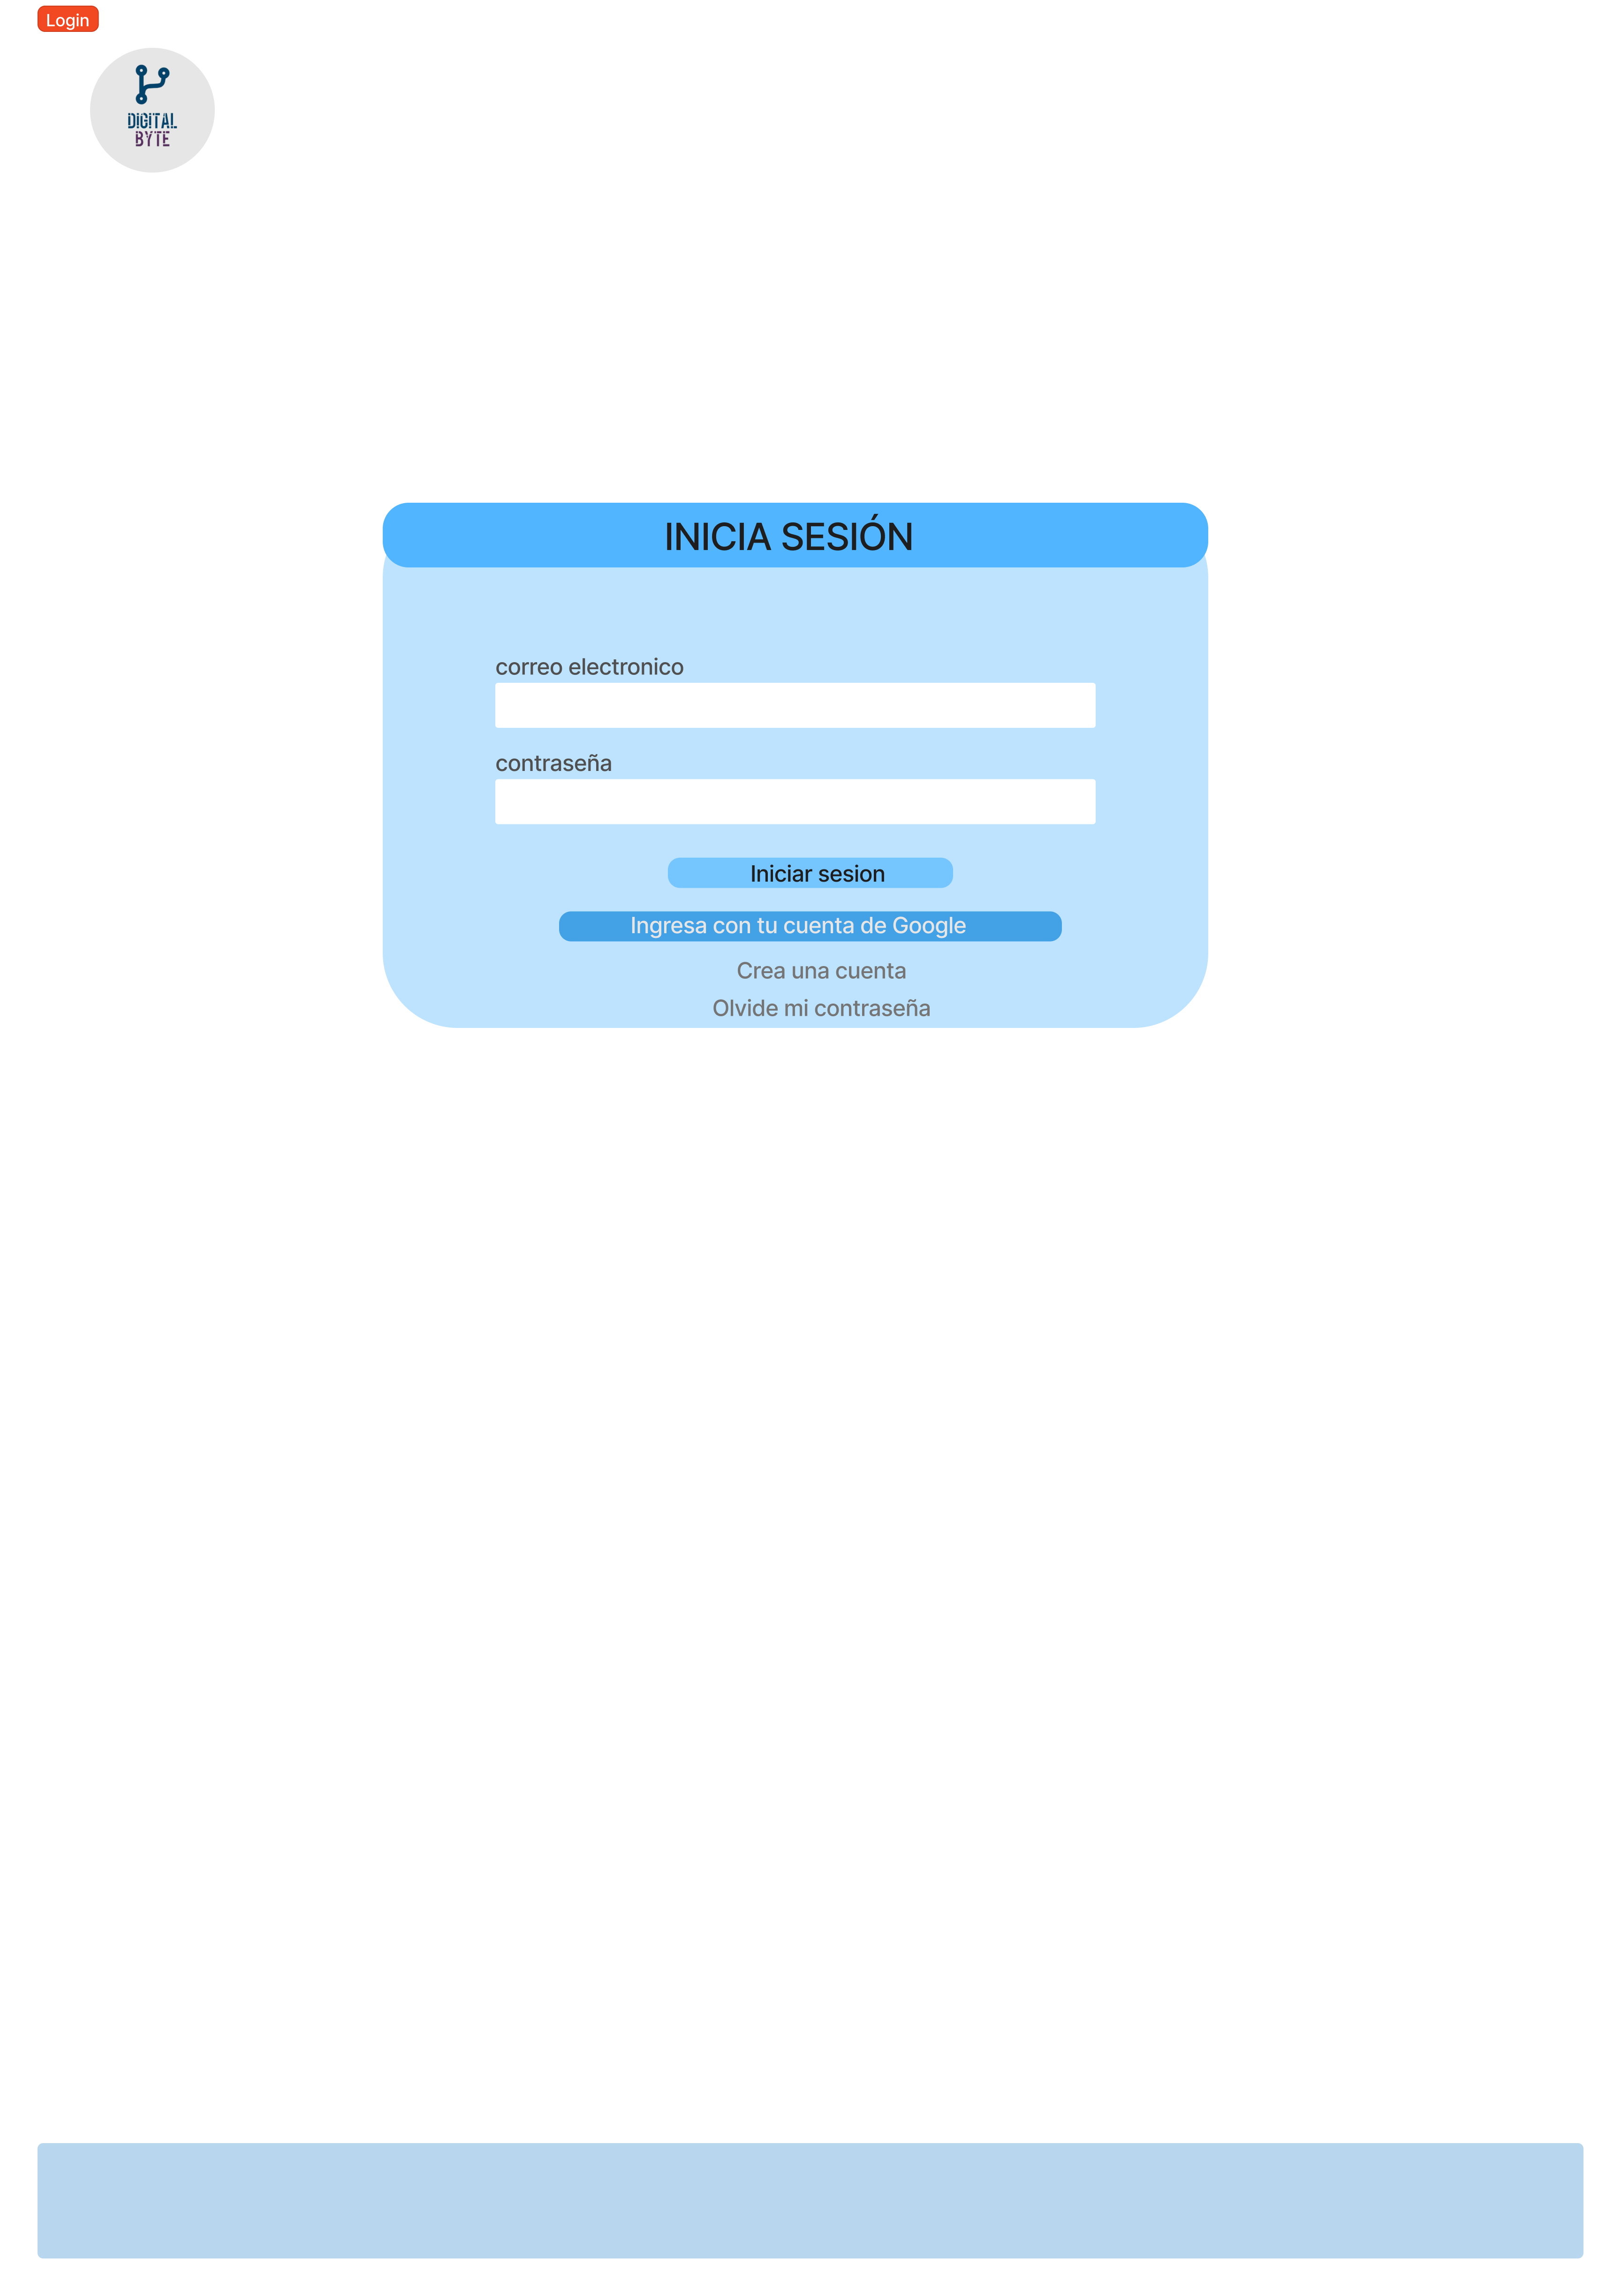 Login
DIGITAL
BYTE
INICIA SESIÓN
correo electronico
contraseña
Iniciar sesion
Ingresa con tu cuenta de Google
Crea una cuenta
Olvide mi contraseña